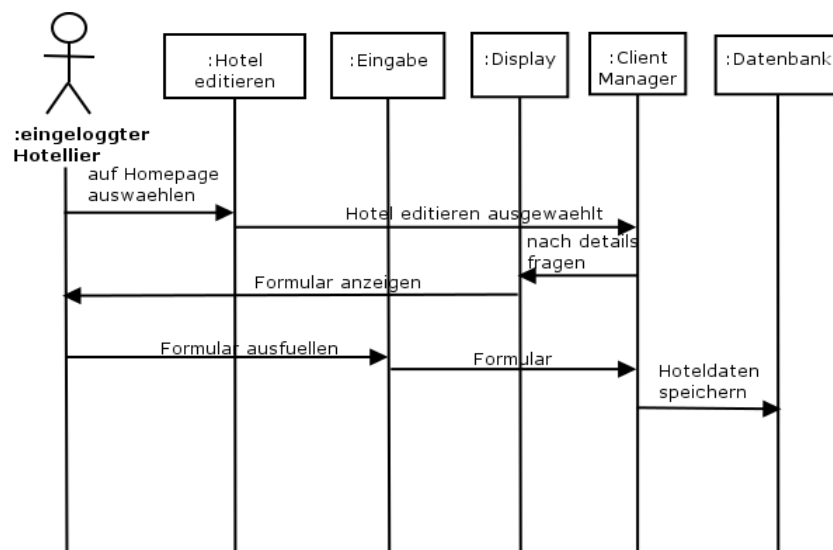 :Hotel
editieren
:Eingabe
:Display
:Client
Manager
:Datenbank
:eingeloggter
Hotellier
auf Homepage
auswaehlen
Hotel editieren ausgewaehlt
nach details
fragen
Formular anzeigen
Formular ausfuellen
Formular
Hoteldaten
speichern